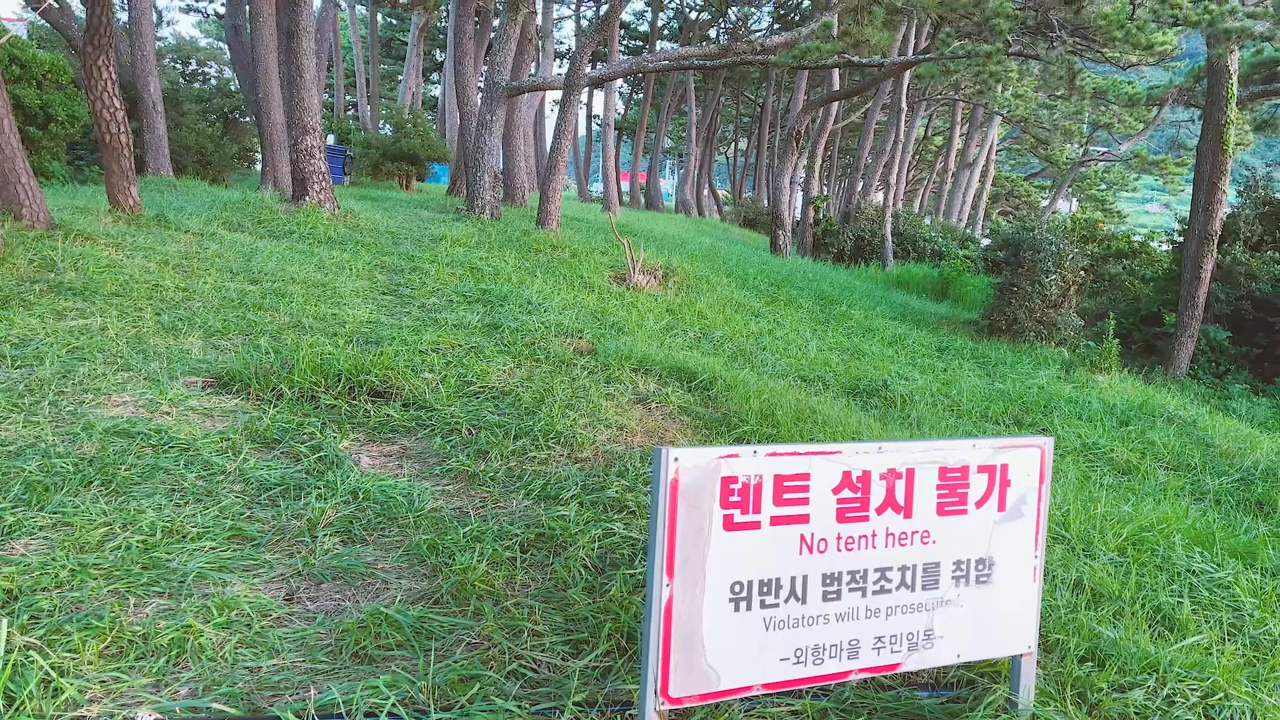 텐트 설치 불가
No tent here.
위반시 법적조치를 취함
Violators will be prosecuted.
-외항마을 주민일동-